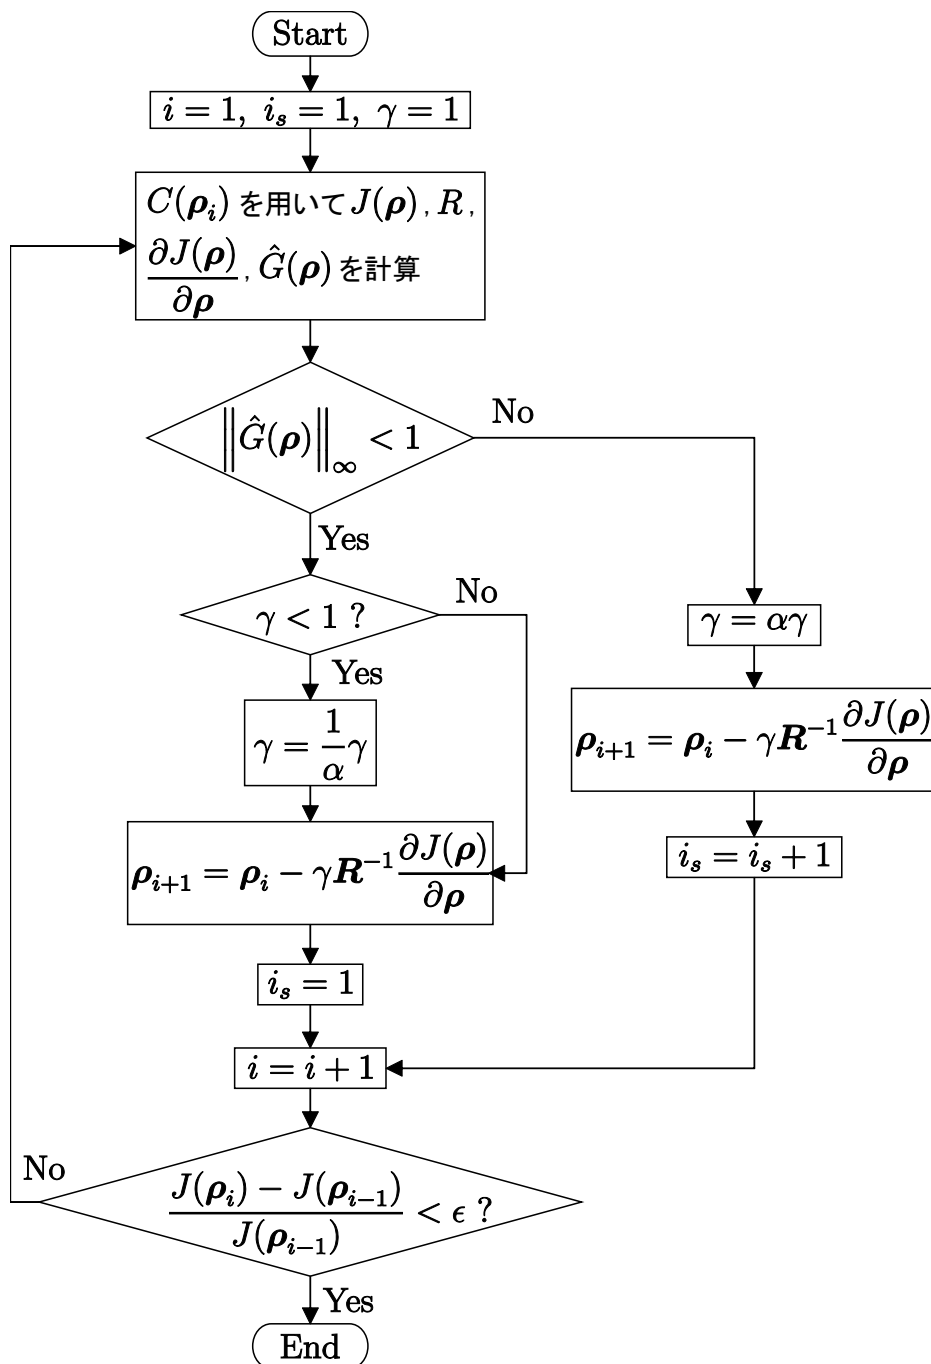 Start
i = 1, i_s = 1, γ = 1
C(ρ_i) を用いて J(ρ), R,
∂J(ρ)/∂ρ, Ĝ(ρ) を計算
‖Ĝ(ρ)‖_∞ < 1
No
Yes
γ < 1 ?
No
Yes
γ = (1/α)γ
ρ_{i+1} = ρ_i − γR^{−1} ∂J(ρ)/∂ρ
i_s = 1
γ = αγ
ρ_{i+1} = ρ_i − γR^{−1} ∂J(ρ)/∂ρ
i_s = i_s + 1
i = i + 1
(J(ρ_i) − J(ρ_{i−1}))/J(ρ_{i−1}) < ϵ ?
No
Yes
End